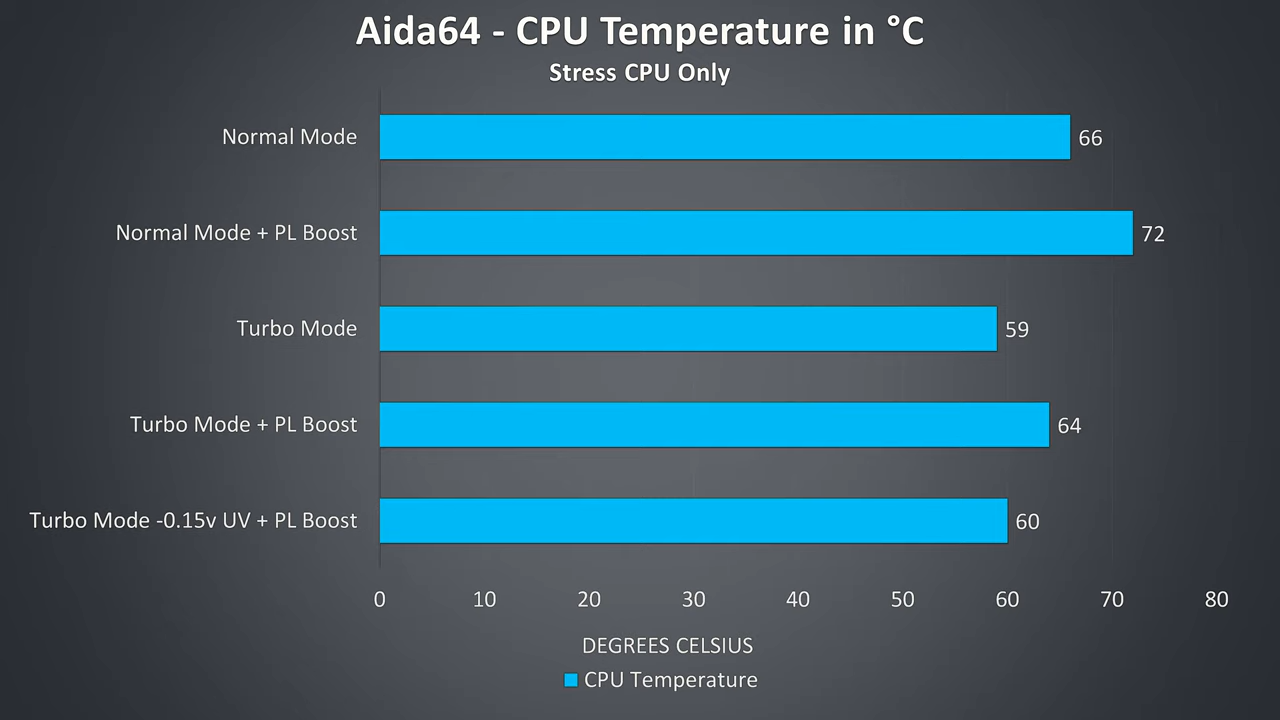 Aida64 - CPU Temperature in °C
Stress CPU Only
Normal Mode 66
Normal Mode + PL Boost 72
Turbo Mode 59
Turbo Mode + PL Boost 64
Turbo Mode -0.15v UV + PL Boost 60
0 10 20 30 40 50 60 70 80
DEGREES CELSIUS
CPU Temperature